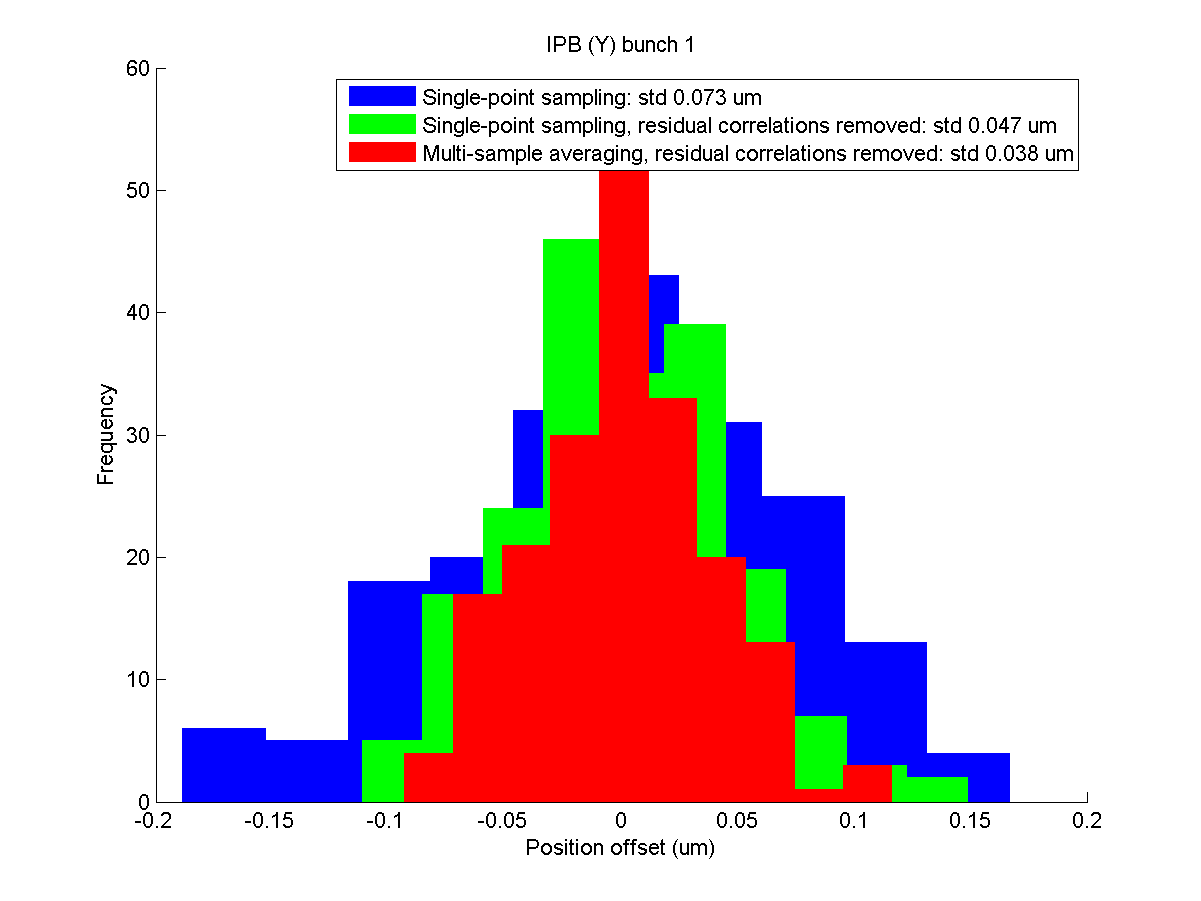 IPB (Y) bunch 1
Single-point sampling: std 0.073 um
Single-point sampling, residual correlations removed: std 0.047 um
Multi-sample averaging, residual correlations removed: std 0.038 um
60
50
40
30
20
10
0
Frequency
-0.2 -0.15 -0.1 -0.05 0 0.05 0.1 0.15 0.2
Position offset (um)